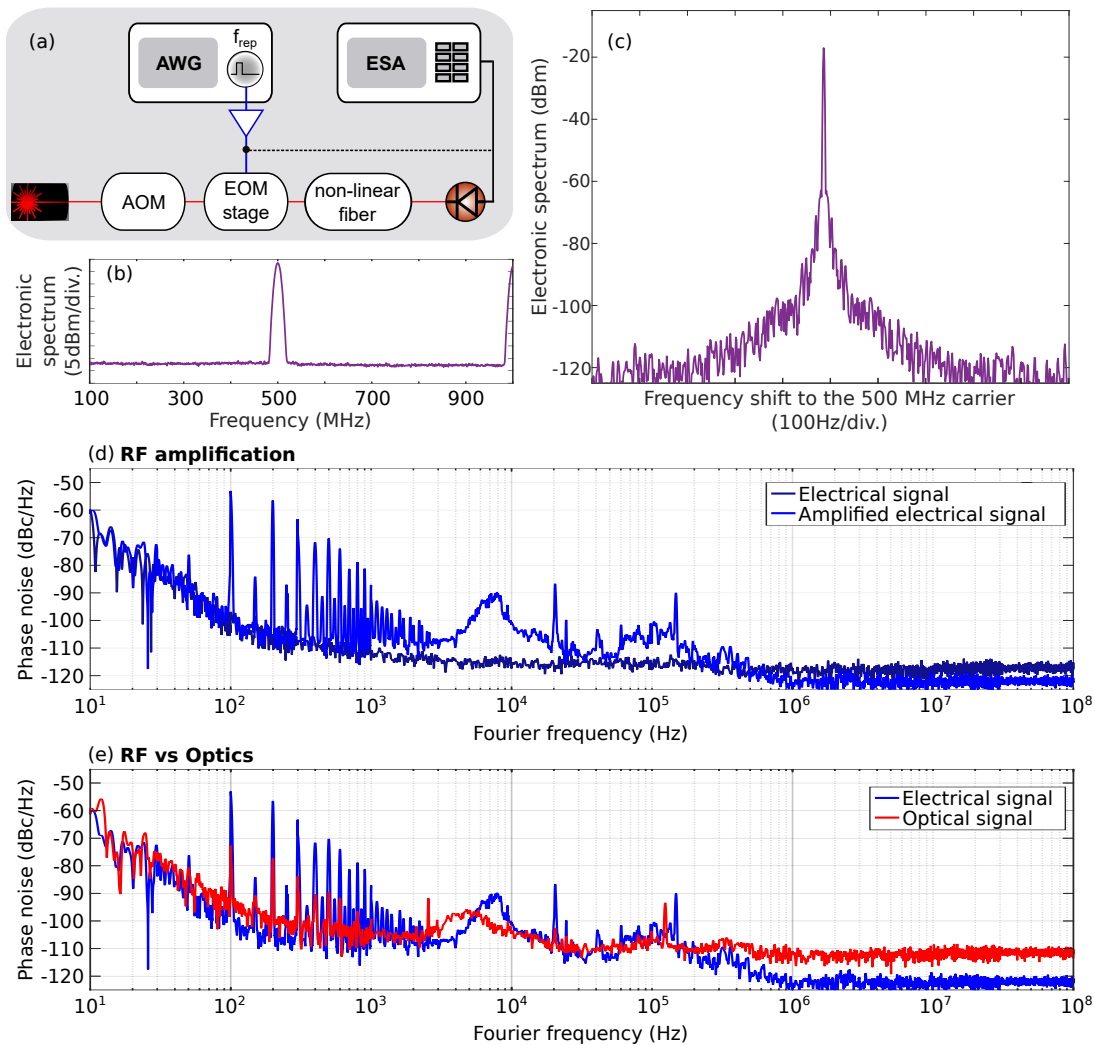 (a)
AWG
f_rep
ESA
AOM
EOM
stage
non-linear
fiber
(b)
Electronic
spectrum
(5dBm/div.)
100
300
500
700
900
Frequency (MHz)
(c)
Electronic spectrum (dBm)
-20
-40
-60
-80
-100
-120
Frequency shift to the 500 MHz carrier
(100Hz/div.)
(d) RF amplification
Phase noise (dBc/Hz)
-50
-60
-70
-80
-90
-100
-110
-120
Electrical signal
Amplified electrical signal
10^1
10^2
10^3
10^4
10^5
10^6
10^7
10^8
Fourier frequency (Hz)
(e) RF vs Optics
Phase noise (dBc/Hz)
-50
-60
-70
-80
-90
-100
-110
-120
Electrical signal
Optical signal
10^1
10^2
10^3
10^4
10^5
10^6
10^7
10^8
Fourier frequency (Hz)